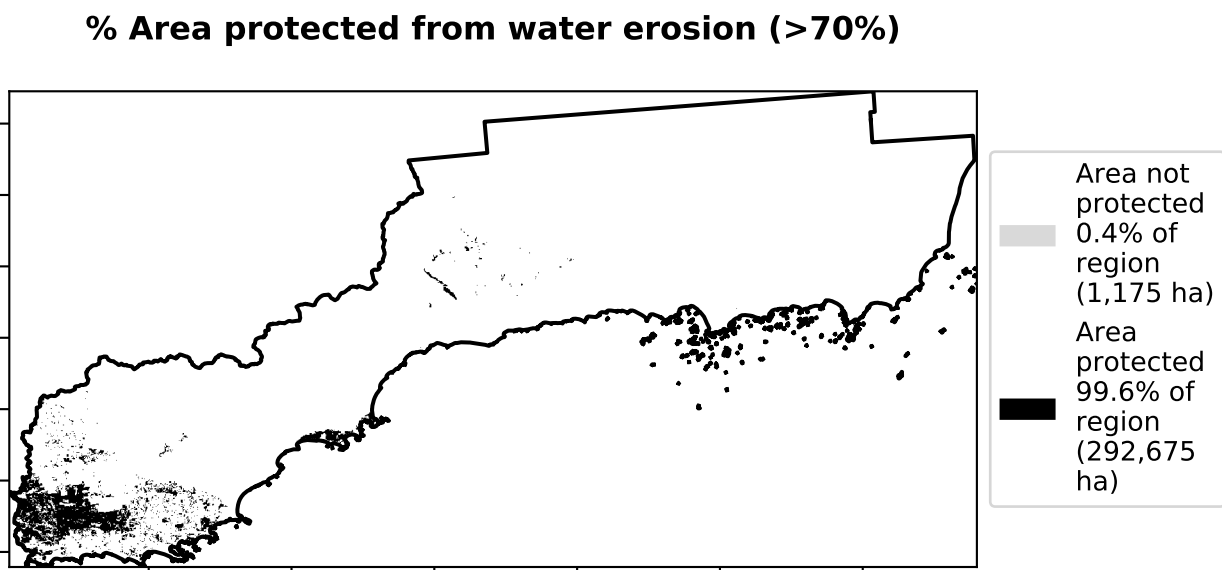 % Area protected from water erosion (>70%)
Area not
protected
0.4% of
region
(1,175 ha)
Area
protected
99.6% of
region
(292,675
ha)